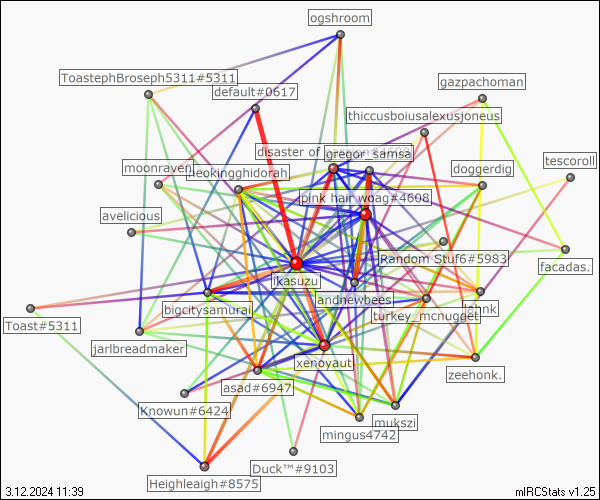 ogshroom
ToastephBroseph5311#5311
gazpachoman
default#0617
thiccusboiusalexusjoneus
disaster of
gregor_samsa
moonraven
neokingghidorah
doggerdig
tescoroll
pink hair woag#4608
avelicious
Random Stuf6#5983
facadas.
ikasuzu
andnewbees
bigcitysamurai
turkey_mcnugget
Toast#5311
jarlbreadmaker
xenoyaut
zeehonk.
asad#6947
Knowun#6424
mukszi
mingus4742
Duck™#9103
Heighleaigh#8575
3.12.2024 11:39
mIRCStats v1.25